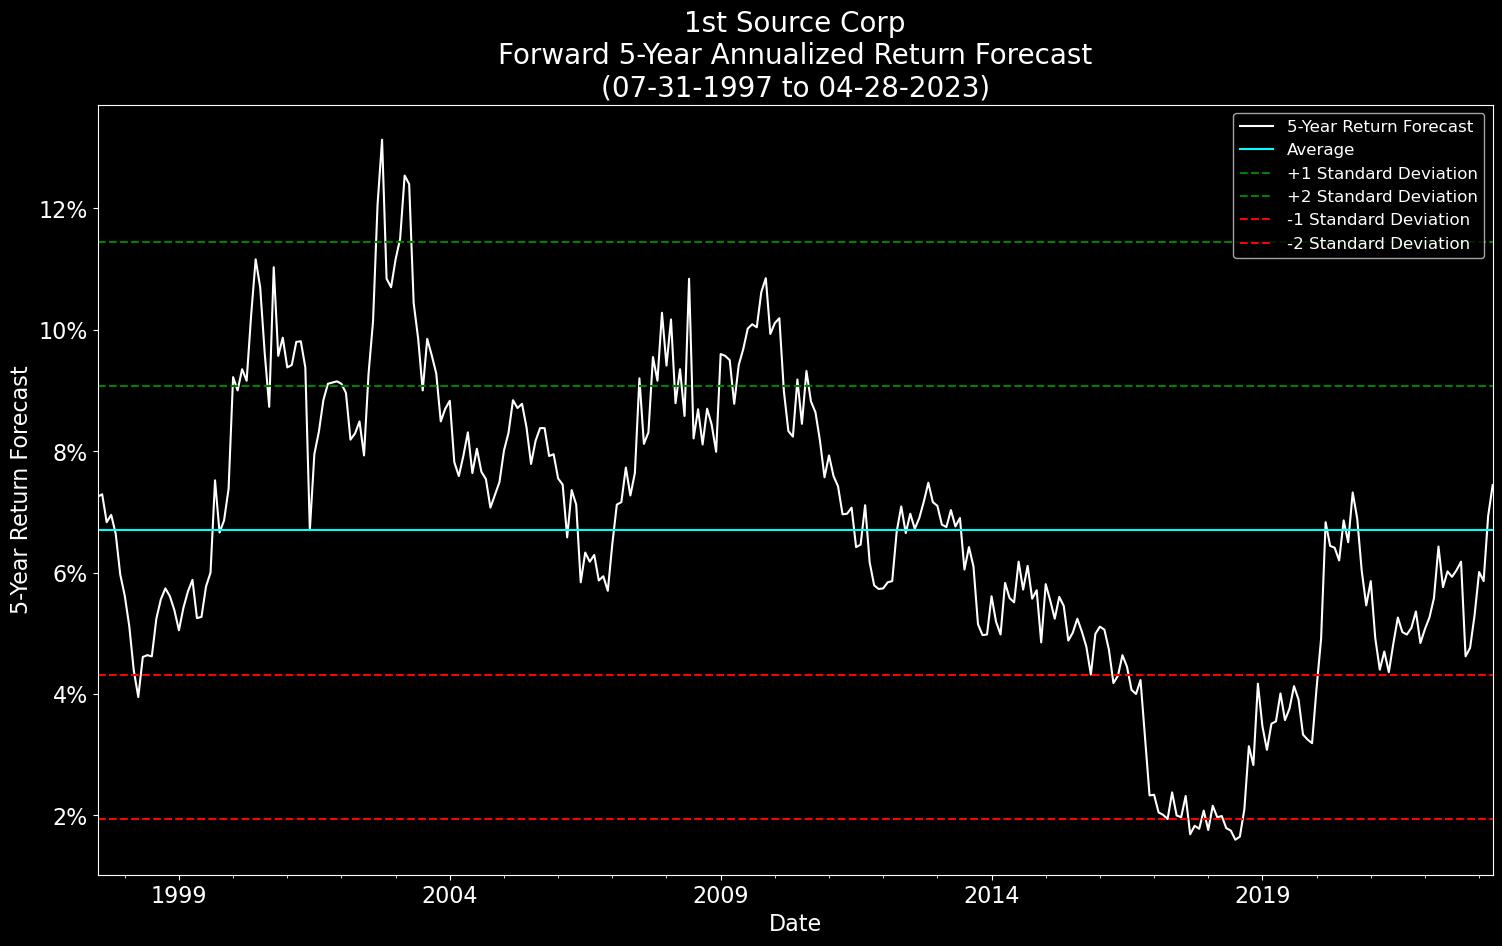 1st Source Corp
Forward 5-Year Annualized Return Forecast
(07-31-1997 to 04-28-2023)
5-Year Return Forecast
Average
+1 Standard Deviation
+2 Standard Deviation
-1 Standard Deviation
-2 Standard Deviation
12%
10%
8%
6%
4%
2%
5-Year Return Forecast
1999 2004 2009 2014 2019
Date